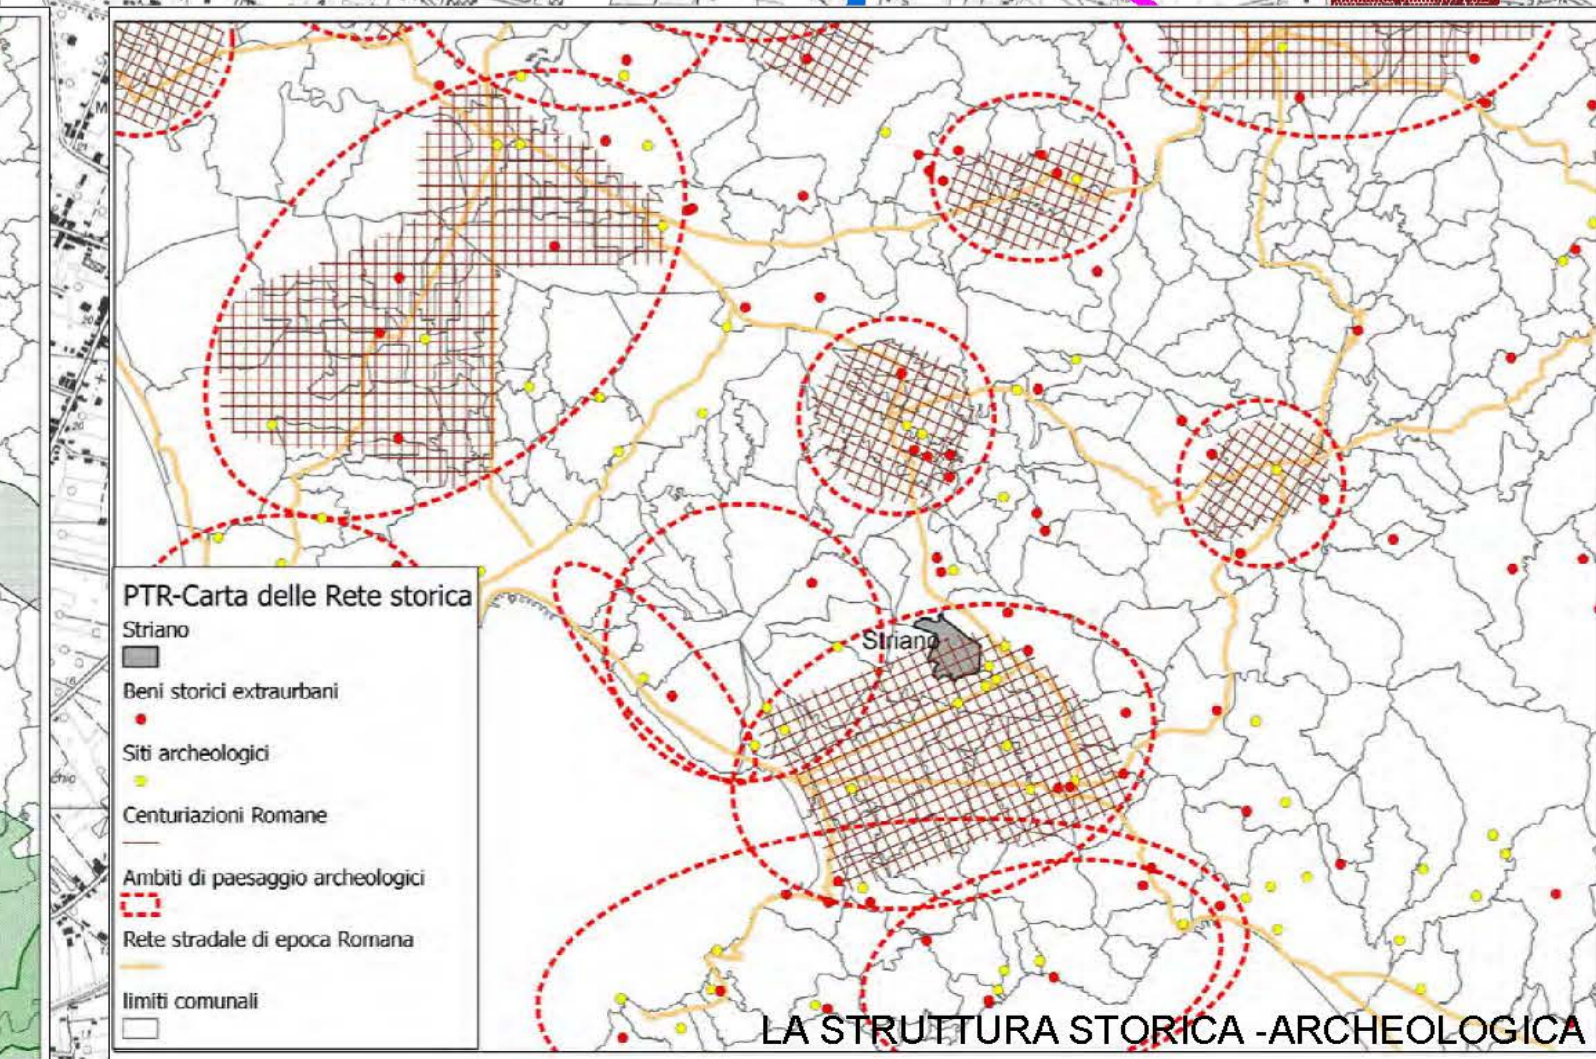 PTR-Carta delle Rete storica
Striano
Beni storici extraurbani
Siti archeologici
Centuriazioni Romane
Ambiti di paesaggio archeologici
Rete stradale di epoca Romana
limiti comunali
Striano
LA STRUTTURA STORICA -ARCHEOLOGICA